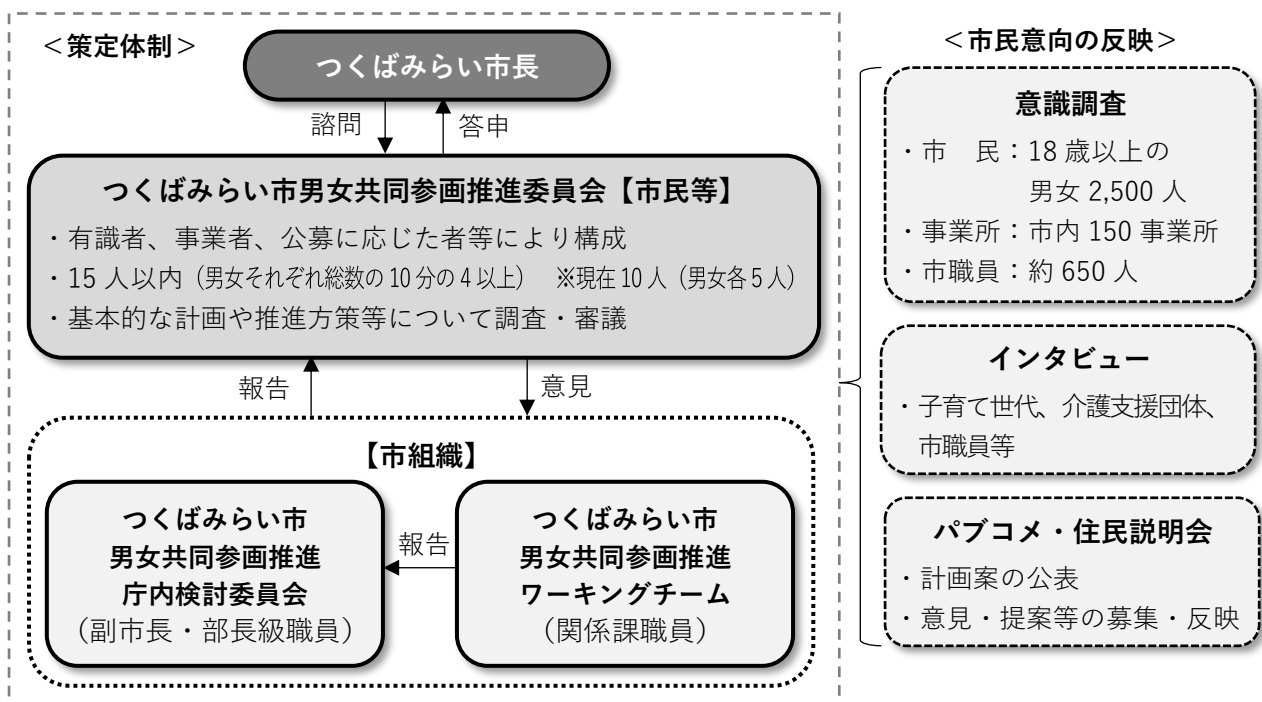 ＜策定体制＞
つくばみらい市長
諮問
答申
つくばみらい市男女共同参画推進委員会【市民等】
・有識者、事業者、公募に応じた者等により構成
・15 人以内（男女それぞれ総数の 10 分の 4 以上） ※現在 10 人（男女各 5 人）
・基本的な計画や推進方策等について調査・審議
報告
意見
【市組織】
つくばみらい市
男女共同参画推進
庁内検討委員会
（副市長・部長級職員）
報告
つくばみらい市
男女共同参画推進
ワーキングチーム
（関係課職員）
＜市民意向の反映＞
意識調査
・市　民：18 歳以上の
男女 2,500 人
・事業所：市内 150 事業所
・市職員：約 650 人
インタビュー
・子育て世代、介護支援団体、
市職員等
パブコメ・住民説明会
・計画案の公表
・意見・提案等の募集・反映